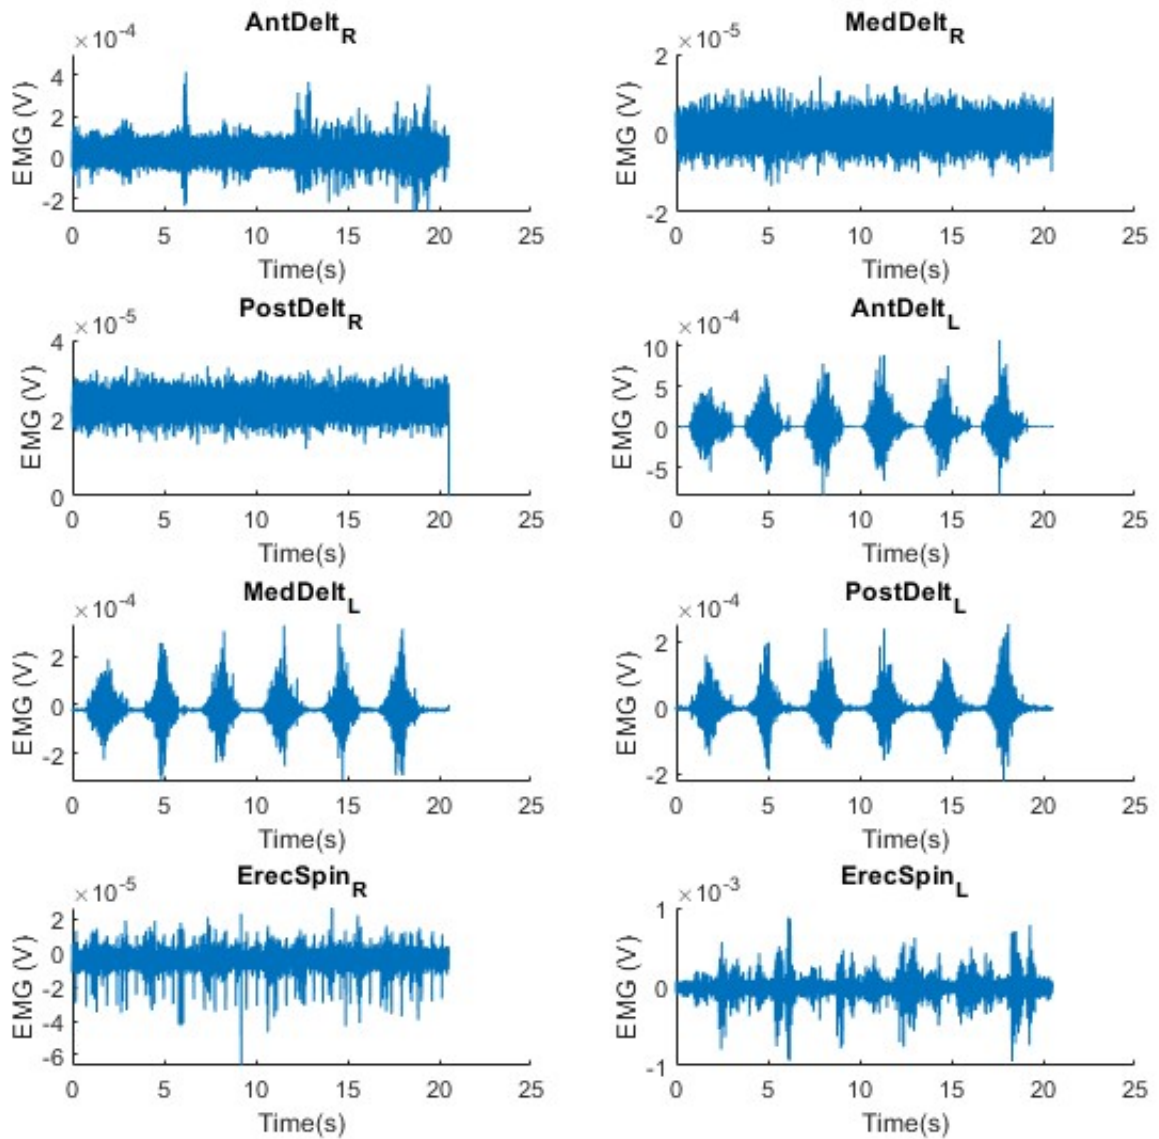 AntDelt_R
×10^-4
4
2
0
-2
EMG (V)
0 5 10 15 20 25
Time(s)
MedDelt_R
×10^-5
2
0
-2
EMG (V)
0 5 10 15 20 25
Time(s)
PostDelt_R
×10^-5
4
2
0
EMG (V)
0 5 10 15 20 25
Time(s)
AntDelt_L
×10^-4
10
5
0
-5
EMG (V)
0 5 10 15 20 25
Time(s)
MedDelt_L
×10^-4
2
0
-2
EMG (V)
0 5 10 15 20 25
Time(s)
PostDelt_L
×10^-4
2
0
-2
EMG (V)
0 5 10 15 20 25
Time(s)
ErecSpin_R
×10^-5
2
0
-2
-4
-6
EMG (V)
0 5 10 15 20 25
Time(s)
ErecSpin_L
×10^-3
1
0
-1
EMG (V)
0 5 10 15 20 25
Time(s)